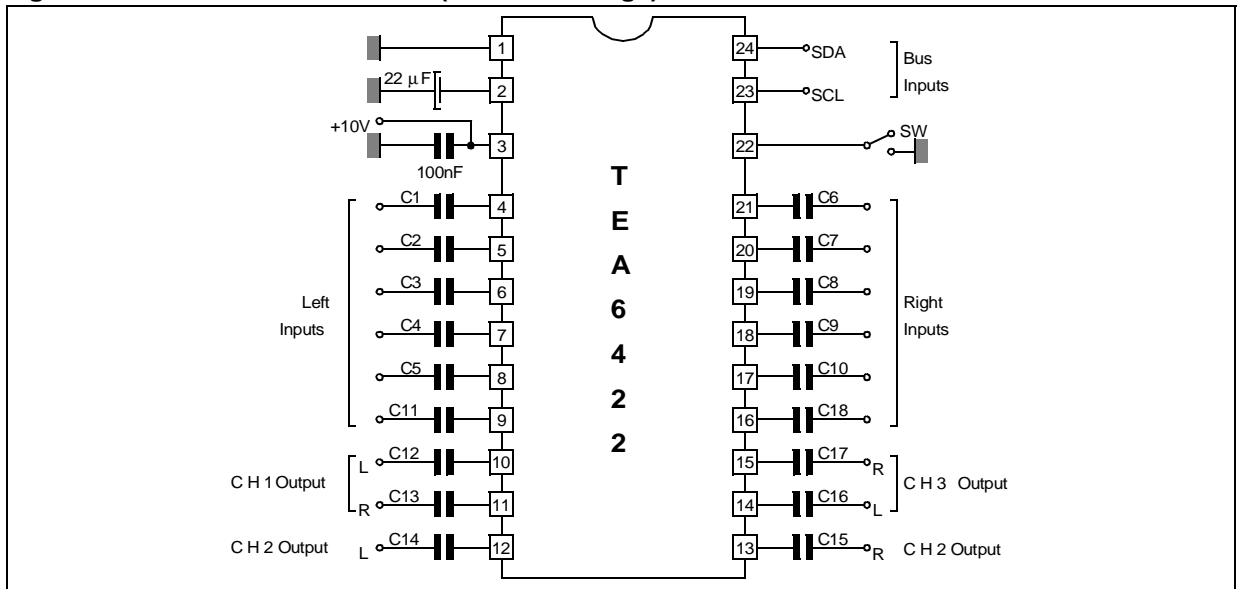 1
24
SDA
Bus
Inputs
22 μF
2
23
SCL
+10V
3
100nF
22
SW
T
E
A
6
4
2
2
C1
4
21
C6
C2
5
20
C7
C3
6
19
C8
Left
Inputs
Right
Inputs
C4
7
18
C9
C5
8
17
C10
C11
9
16
C18
C12
L
10
15
C17
R
C H 1 Output
C H 3 Output
C13
R
11
14
C16
L
C H 2 Output
L
C14
12
13
C15
R
C H 2 Output